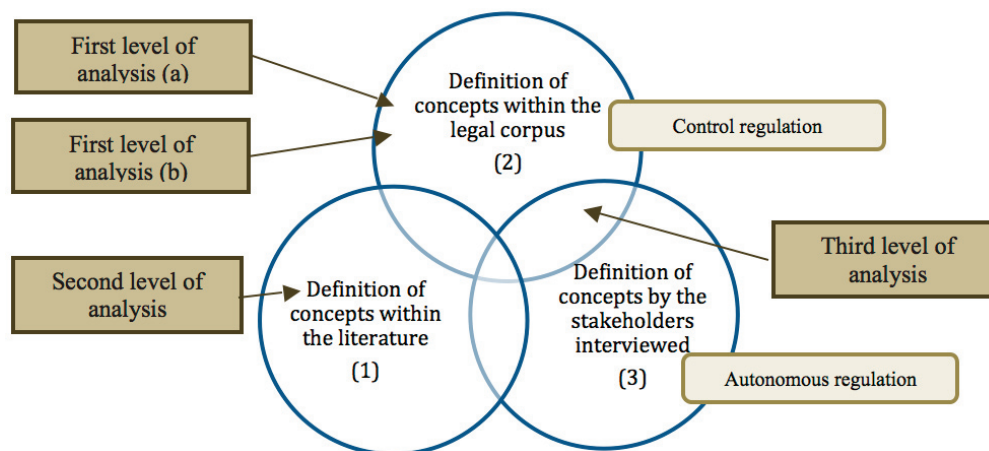 First level of
analysis (a)
First level of
analysis (b)
Second level of
analysis
Definition of
concepts within the
legal corpus
(2)
Control regulation
Definition of
concepts within
the literature
(1)
Definition of
concepts by the
stakeholders
interviewed
(3)
Third level of
analysis
Autonomous regulation